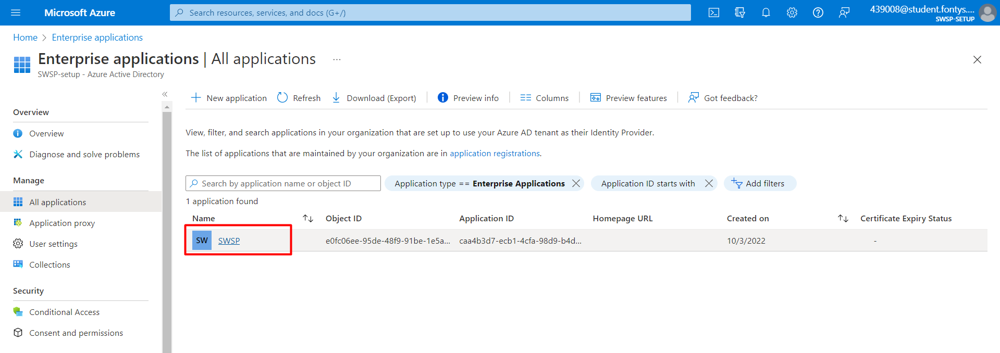 Microsoft Azure
Search resources, services, and docs (G+/)
439008@student.fontys....
SWSP-SETUP
Home > Enterprise applications
Enterprise applications | All applications ...
SWSP-setup - Azure Active Directory
«
New application Refresh Download (Export) Preview info Columns Preview features Got feedback?
Overview
Overview
Diagnose and solve problems
Manage
All applications
Application proxy
User settings
Collections
Security
Conditional Access
Consent and permissions
View, filter, and search applications in your organization that are set up to use your Azure AD tenant as their Identity Provider.
The list of applications that are maintained by your organization are in application registrations.
Search by application name or object ID Application type == Enterprise Applications Application ID starts with Add filters
1 application found
Name Object ID Application ID Homepage URL Created on Certificate Expiry Status
SW SWSP e0fc06ee-95de-48f9-91be-1e5a... caa4b3d7-ecb1-4cfa-98d9-b4d... 10/3/2022 -